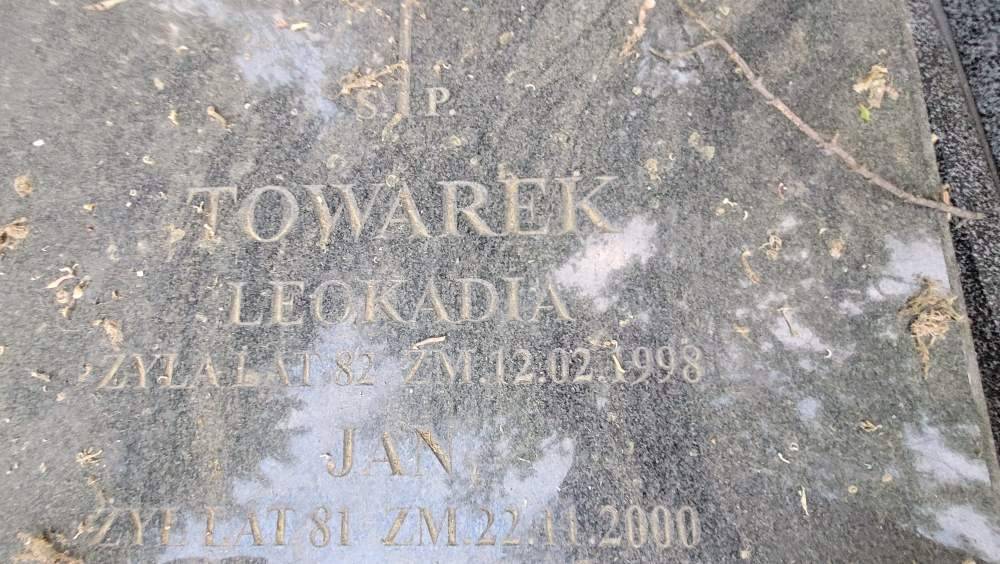 Ś. P.
TOWAREK
LEOKADIA
ŻYŁA LAT 82 ZM. 12.02.1998
JAN
ŻYŁ LAT 81 ZM. 22.11.2000